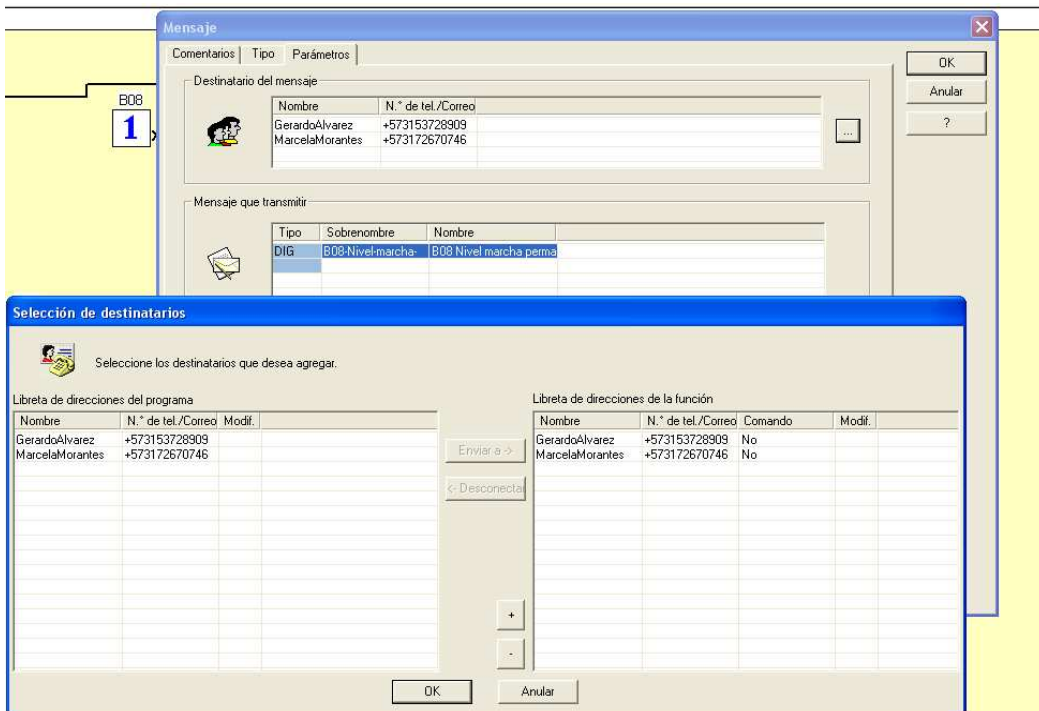 Mensaje
Comentarios Tipo Parámetros
OK
Anular
?
Destinatario del mensaje
Nombre N.° de tel./Correo
GerardoAlvarez +573153728909
MarcelaMorantes +573172670746
...
B08
1
Mensaje que transmitir
Tipo Sobrenombre Nombre
DIG B08-Nivel-marcha- B08 Nivel marcha perma
Selección de destinatarios
Seleccione los destinatarios que desea agregar.
Libreta de direcciones del programa
Nombre N.° de tel./Correo Modif.
GerardoAlvarez +573153728909
MarcelaMorantes +573172670746
Enviar a ->
<- Desconectar
+
-
Libreta de direcciones de la función
Nombre N.° de tel./Correo Comando Modif.
GerardoAlvarez +573153728909 No
MarcelaMorantes +573172670746 No
OK Anular